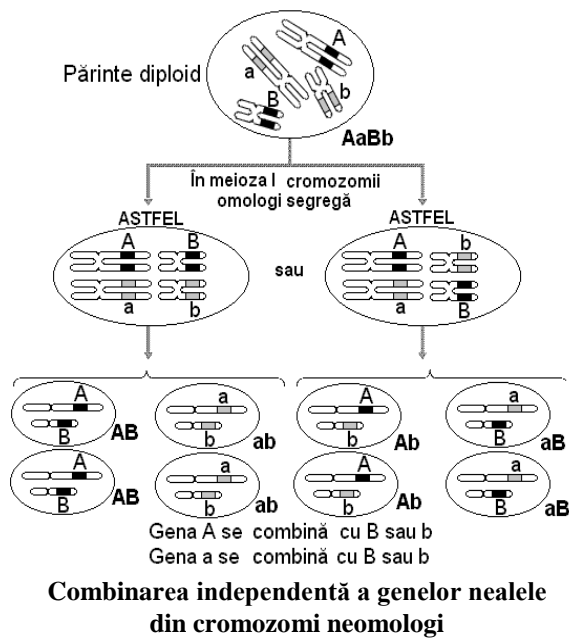 A
a
B
b
Părinte diploid
AaBb
În meioza I cromozomii
omologi segregă
ASTFEL
ASTFEL
A B
a b
sau
A b
a B
A
B
AB
a
b
ab
A
b
Ab
a
B
aB
A
B
AB
a
b
ab
A
b
Ab
a
B
aB
Gena A se combină cu B sau b
Gena a se combină cu B sau b
Combinarea independentă a genelor nealele
din cromozomi neomologi